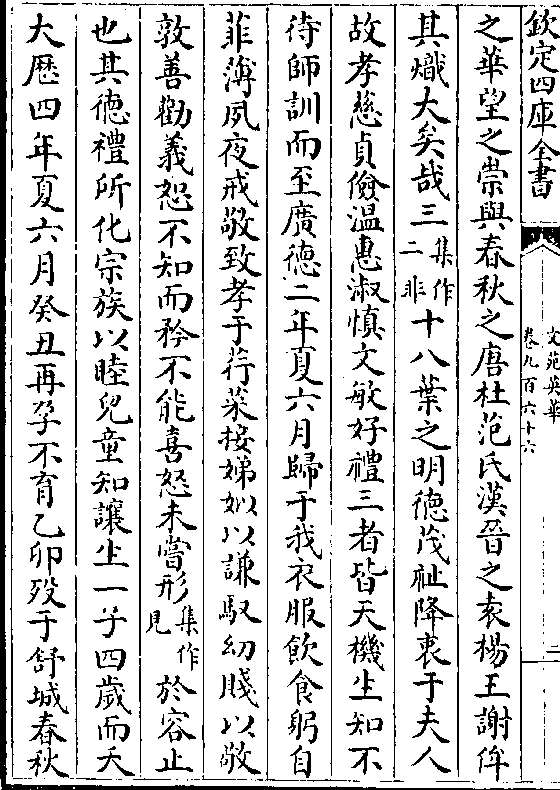 欽定四庫全書
文苑英華
卷九百六十六
二
之華望之崇與春秋之唐杜范氏漢晉之袁楊王謝侔
其熾大矣哉三集作二非十八葉之明德茂祉降衷于夫人
故孝慈貞儉温惠淑慎文敏好禮三者皆天機生知不
待師訓而至廣德二年夏六月歸于我衣服飲食躬自
菲薄夙夜戒敬致孝于荇菜接娣姒以謙馭幼賤以敬
敦善勸義恕不知而矜不能喜怒未嘗形集作見於容止
也其德禮所化宗族以睦兒童知讓生一子四歲而夭
大厯四年夏六月癸丑再孕不育乙卯歿于舒城春秋